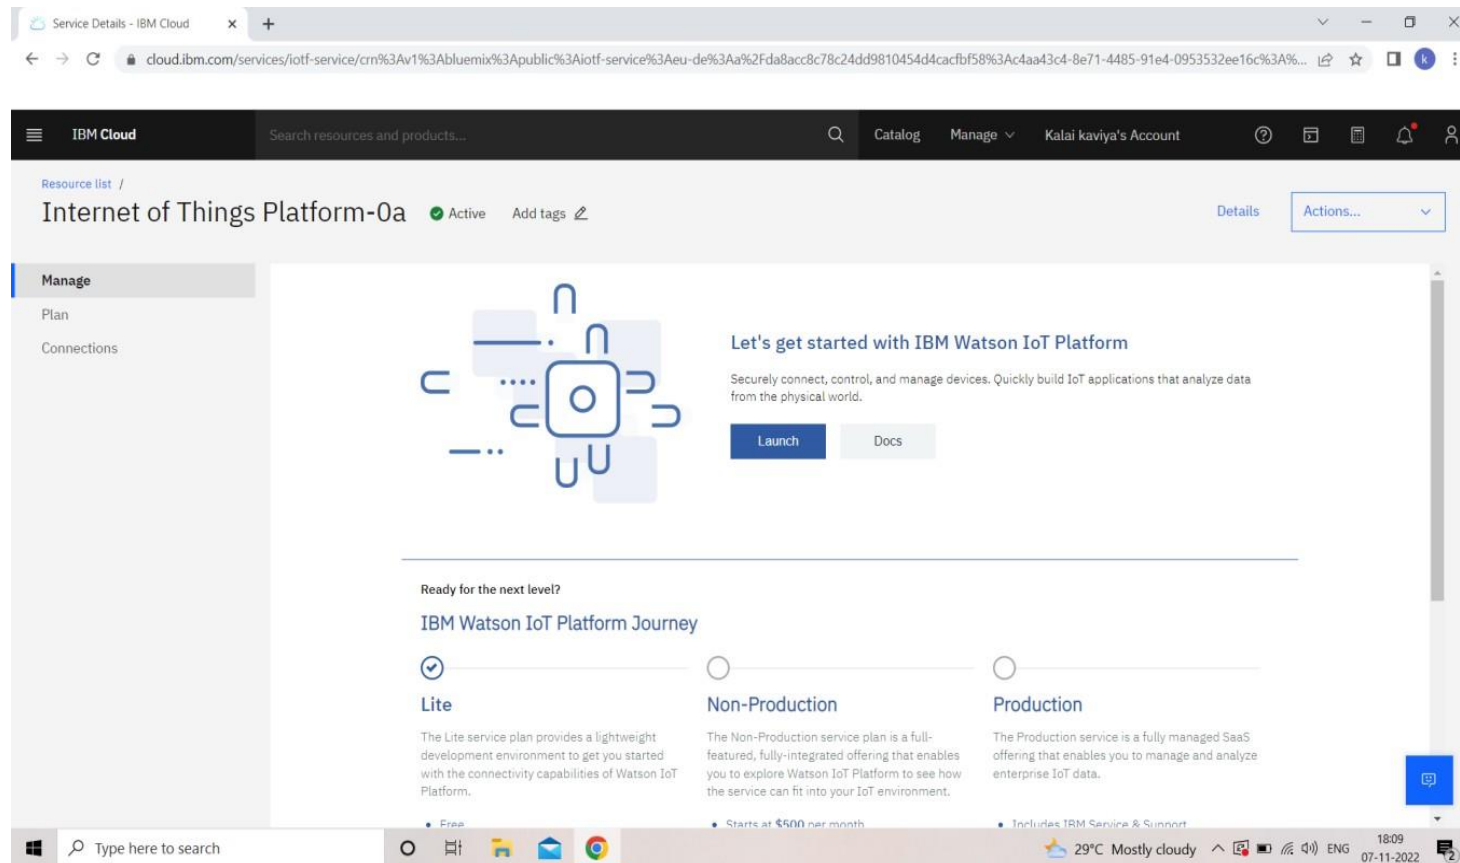 Service Details - IBM Cloud
cloud.ibm.com/services/iotf-service/crn%3Av1%3Abluemix%3Apublic%3Aiotf-service%3Aeu-de%3Aa%2Fda8acc8c78c24dd9810454d4cacfbf58%3Ac4aa43c4-8e71-4485-91e4-0953532ee16c%3A%...
k
IBM Cloud
Search resources and products...
Catalog
Manage
Kalai kaviya's Account
Resource list /
Internet of Things Platform-0a
Active
Add tags
Details
Actions...
Manage
Plan
Connections
Let's get started with IBM Watson IoT Platform
Securely connect, control, and manage devices. Quickly build IoT applications that analyze data
from the physical world.
Launch
Docs
Ready for the next level?
IBM Watson IoT Platform Journey
Lite
The Lite service plan provides a lightweight
development environment to get you started
with the connectivity capabilities of Watson IoT
Platform.
• Free
Non-Production
The Non-Production service plan is a full-
featured, fully-integrated offering that enables
you to explore Watson IoT Platform to see how
the service can fit into your IoT environment.
• Starts at $500 per month
Production
The Production service is a fully managed SaaS
offering that enables you to manage and analyze
enterprise IoT data.
• Includes IBM Service & Support
Type here to search
29°C Mostly cloudy
ENG
18:09
07-11-2022
2